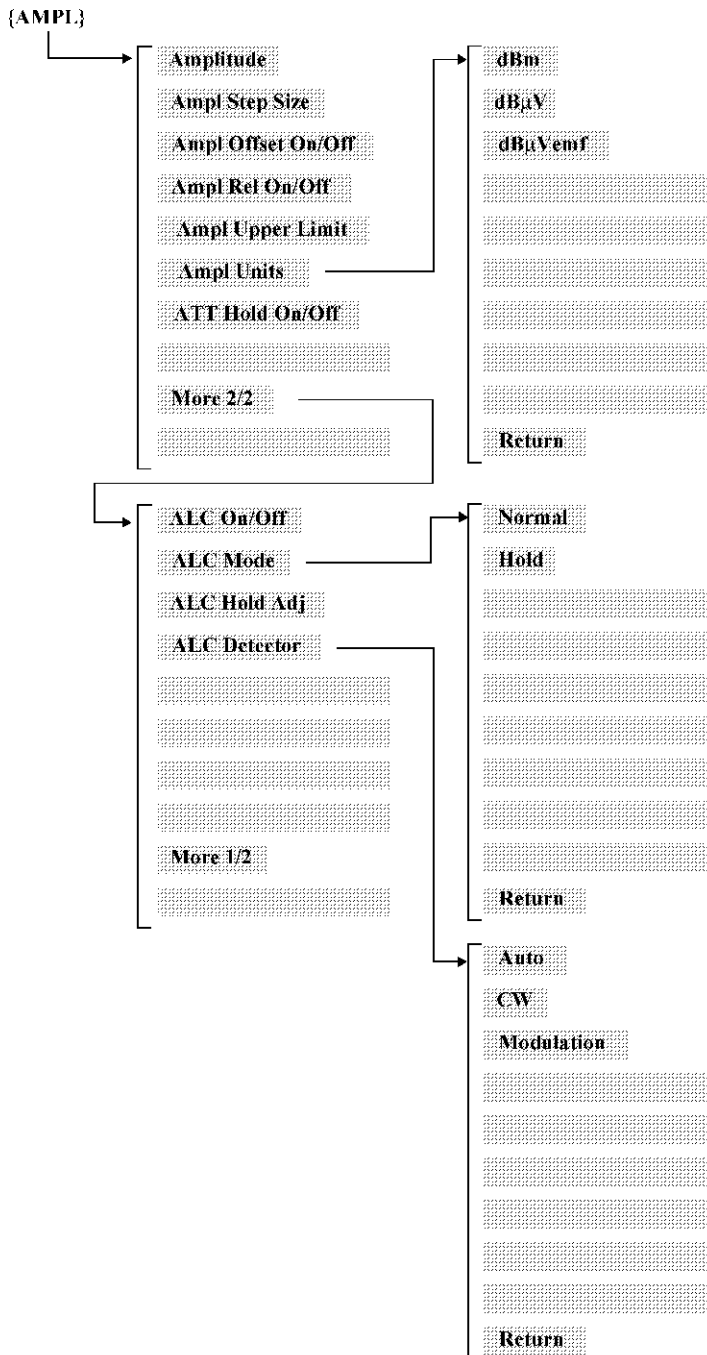 {AMPL}
Amplitude
Ampl Step Size
Ampl Offset On/Off
Ampl Rel On/Off
Ampl Upper Limit
Ampl Units
ATT Hold On/Off
More 2/2
dBm
dBµV
dBµVemf
Return
ALC On/Off
ALC Mode
ALC Hold Adj
ALC Detector
More 1/2
Normal
Hold
Return
Auto
CW
Modulation
Return